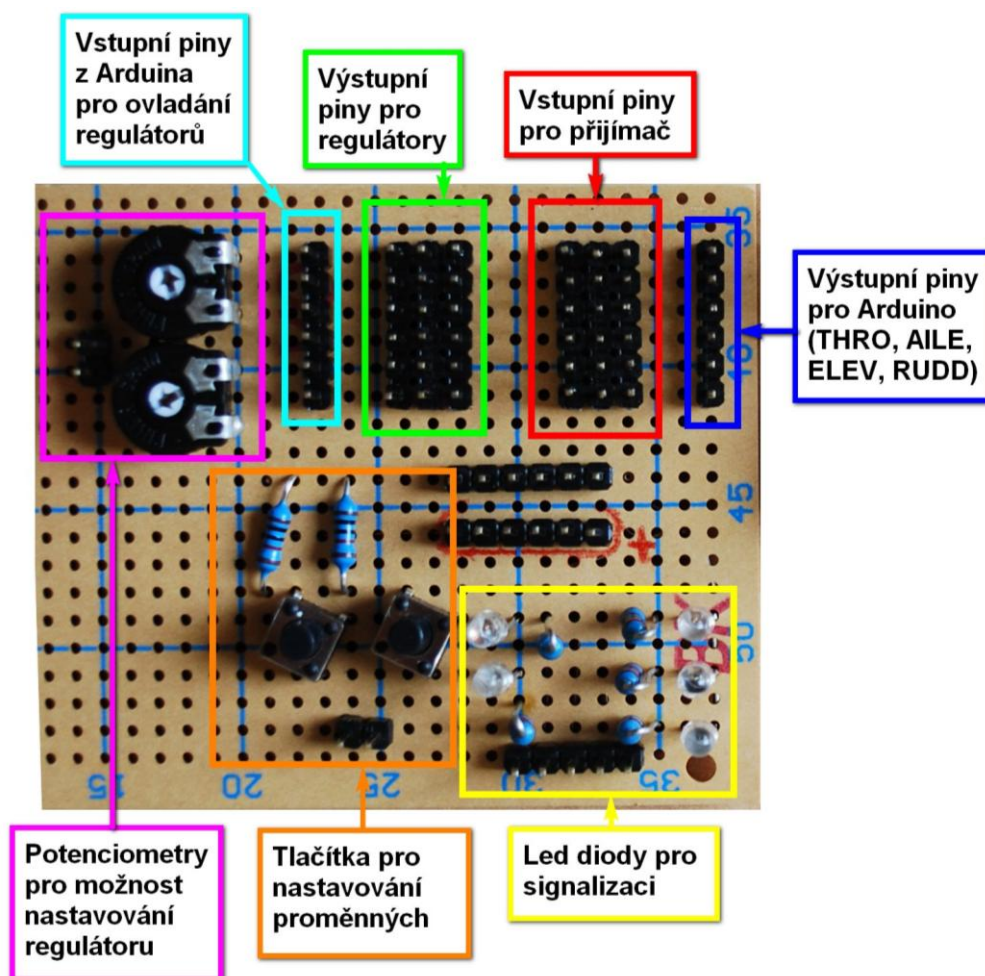 Vstupní piny
z Arduina
pro ovladání
regulátorů
Výstupní
piny pro
regulátory
Vstupní piny
pro přijímač
Výstupní piny
pro Arduino
(THRO, AILE,
ELEV, RUDD)
35
40
45
+
50
15
20
25
30
35
Potenciometry
pro možnost
nastavování
regulátoru
Tlačítka pro
nastavování
proměnných
Led diody pro
signalizaci